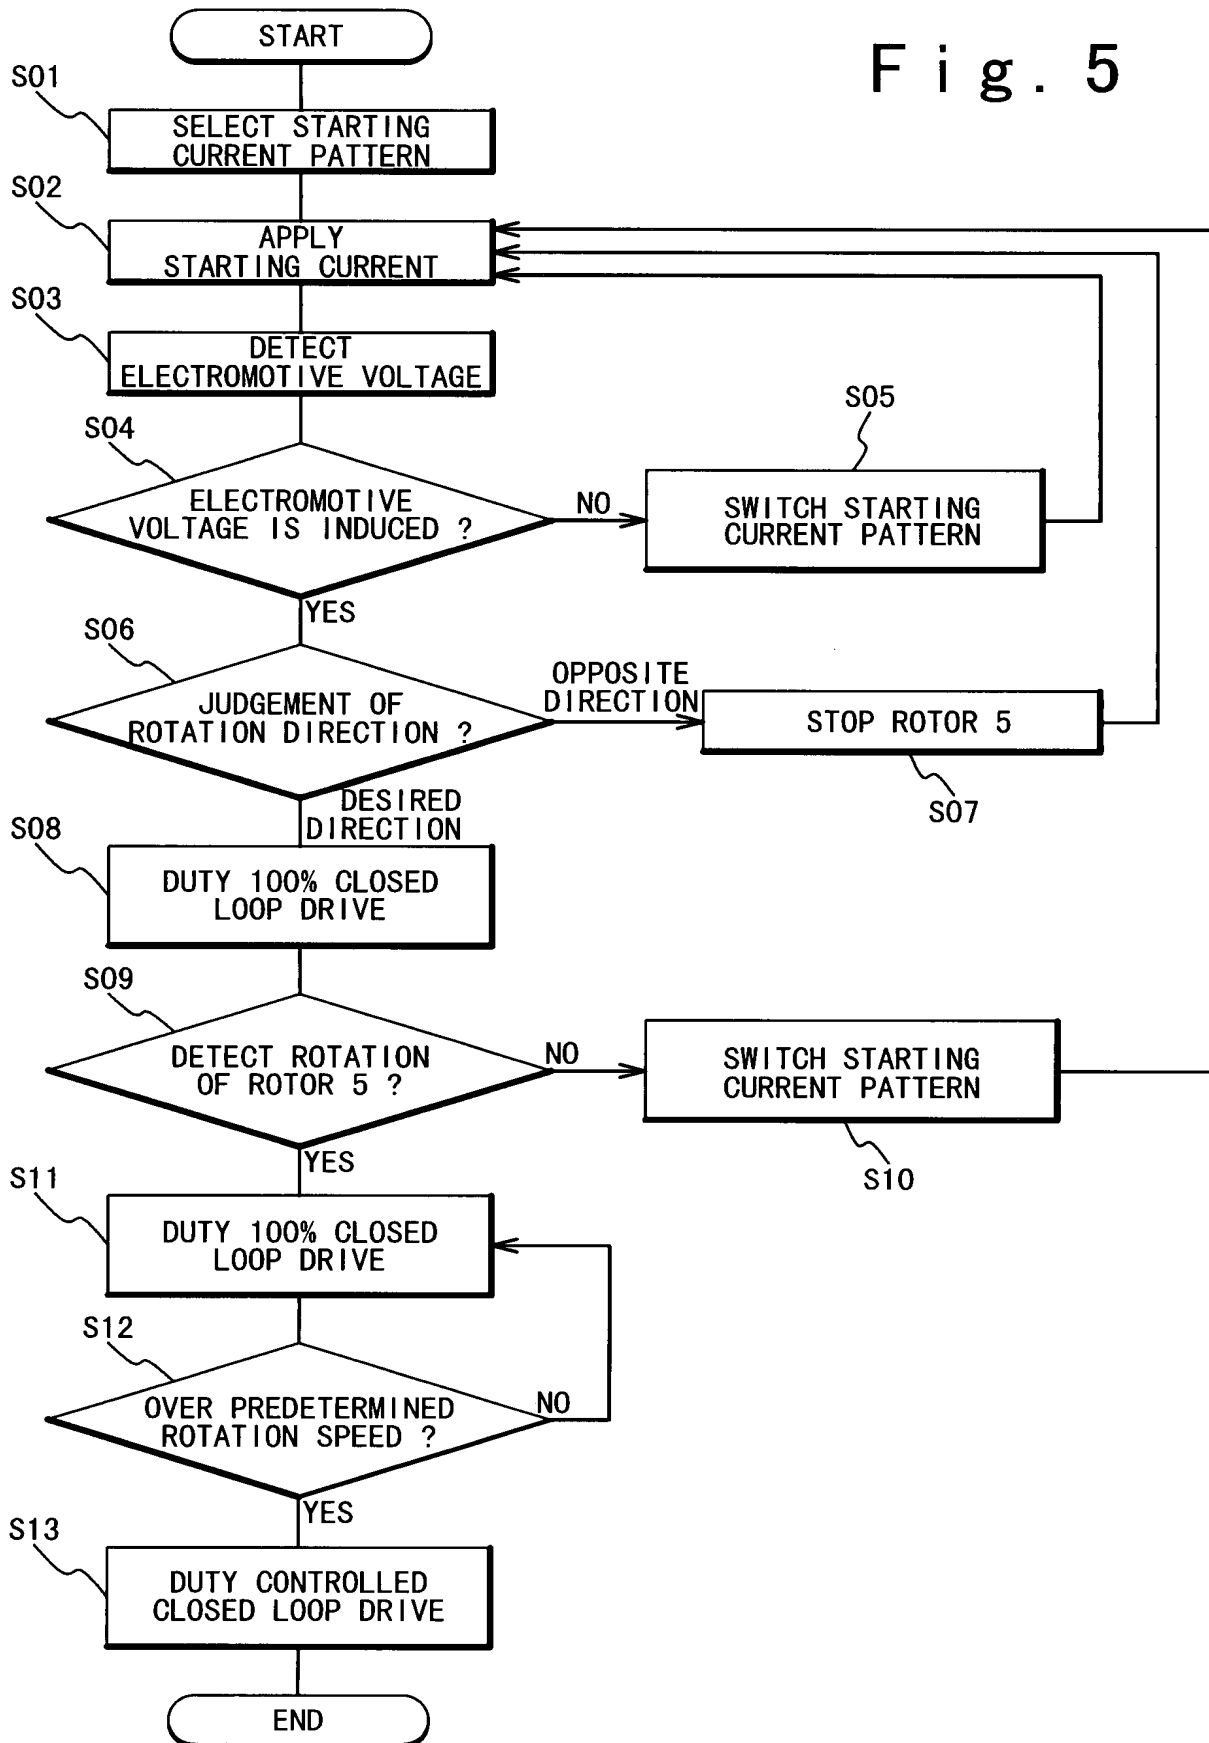 START
Fig. 5
S01
SELECT STARTING
CURRENT PATTERN
S02
APPLY
STARTING CURRENT
S03
DETECT
ELECTROMOTIVE VOLTAGE
S04
ELECTROMOTIVE
VOLTAGE IS INDUCED ?
NO
S05
SWITCH STARTING
CURRENT PATTERN
YES
S06
JUDGEMENT OF
ROTATION DIRECTION ?
OPPOSITE
DIRECTION
STOP ROTOR 5
S07
DESIRED
DIRECTION
S08
DUTY 100% CLOSED
LOOP DRIVE
S09
DETECT ROTATION
OF ROTOR 5 ?
NO
SWITCH STARTING
CURRENT PATTERN
S10
YES
S11
DUTY 100% CLOSED
LOOP DRIVE
S12
OVER PREDETERMINED
ROTATION SPEED ?
NO
YES
S13
DUTY CONTROLLED
CLOSED LOOP DRIVE
END